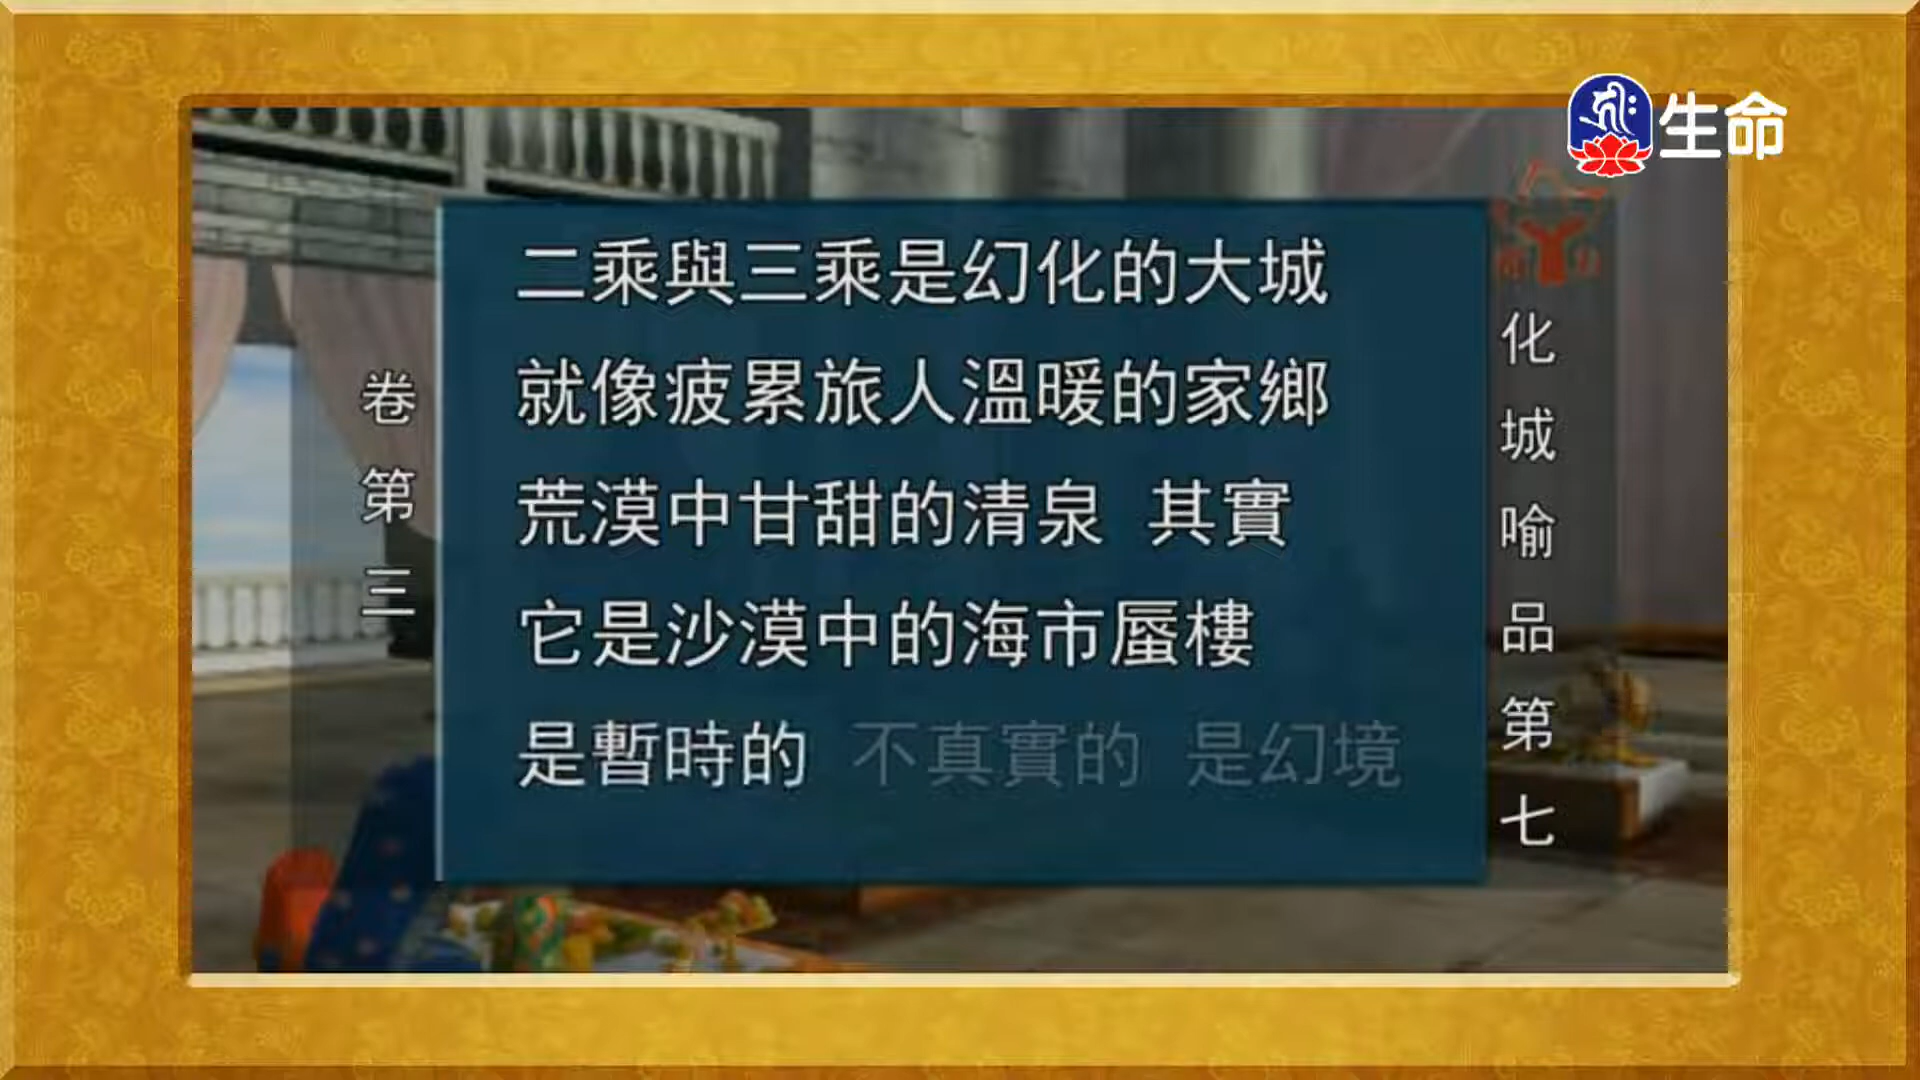 生命
二乘與三乘是幻化的大城
就像疲累旅人溫暖的家鄉
荒漠中甘甜的清泉 其實
它是沙漠中的海市蜃樓
是暫時的 不真實的 是幻境
化城喻品第七
卷第三